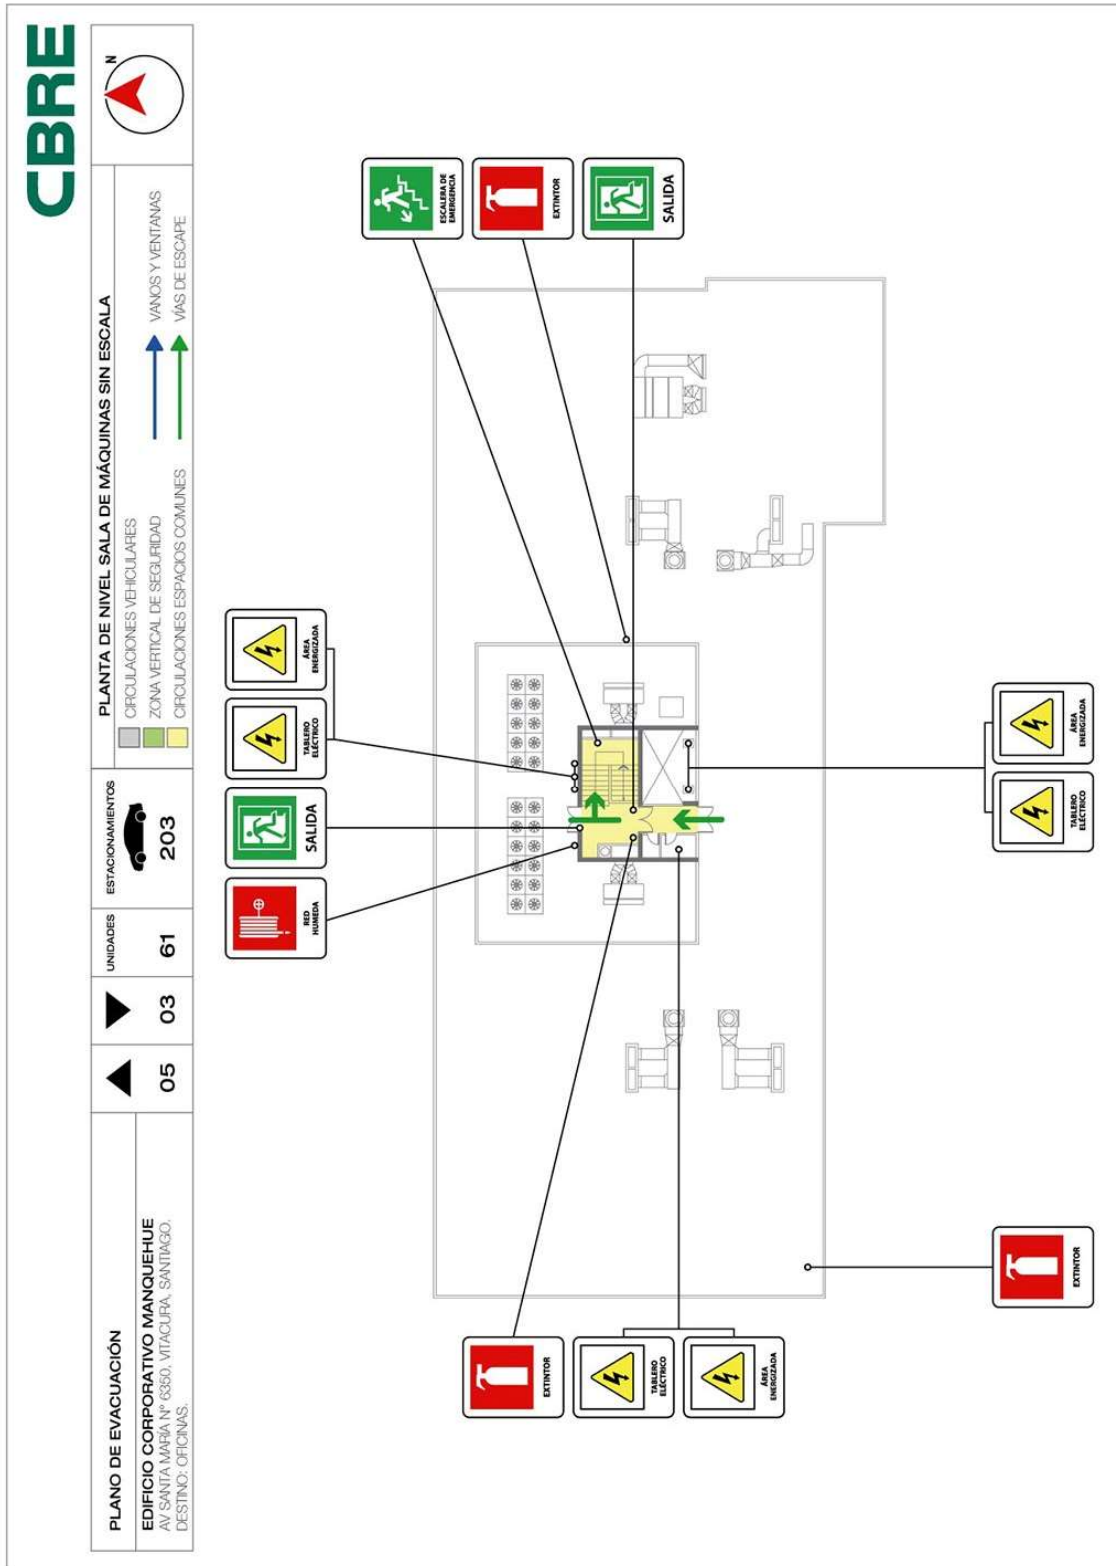 CBRE
PLANO DE EVACUACIÓN
EDIFICIO CORPORATIVO MANQUEHUE
AV SANTA MARÍA Nº 6350, VITACURA, SANTIAGO.
DESTINO: OFICINAS.
05
03
UNIDADES
61
ESTACIONAMIENTOS
203
PLANTA DE NIVEL SALA DE MÁQUINAS SIN ESCALA
CIRCULACIONES VEHICULARES
ZONA VERTICAL DE SEGURIDAD
CIRCULACIONES ESPACIOS COMUNES
VANOS Y VENTANAS
VÍAS DE ESCAPE
N
RED
HUMEDA
SALIDA
TABLERO
ELÉCTRICO
ÁREA
ENERGIZADA
ESCALERA DE
EMERGENCIA
EXTINTOR
SALIDA
EXTINTOR
TABLERO
ELÉCTRICO
ÁREA
ENERGIZADA
EXTINTOR
TABLERO
ELÉCTRICO
ÁREA
ENERGIZADA